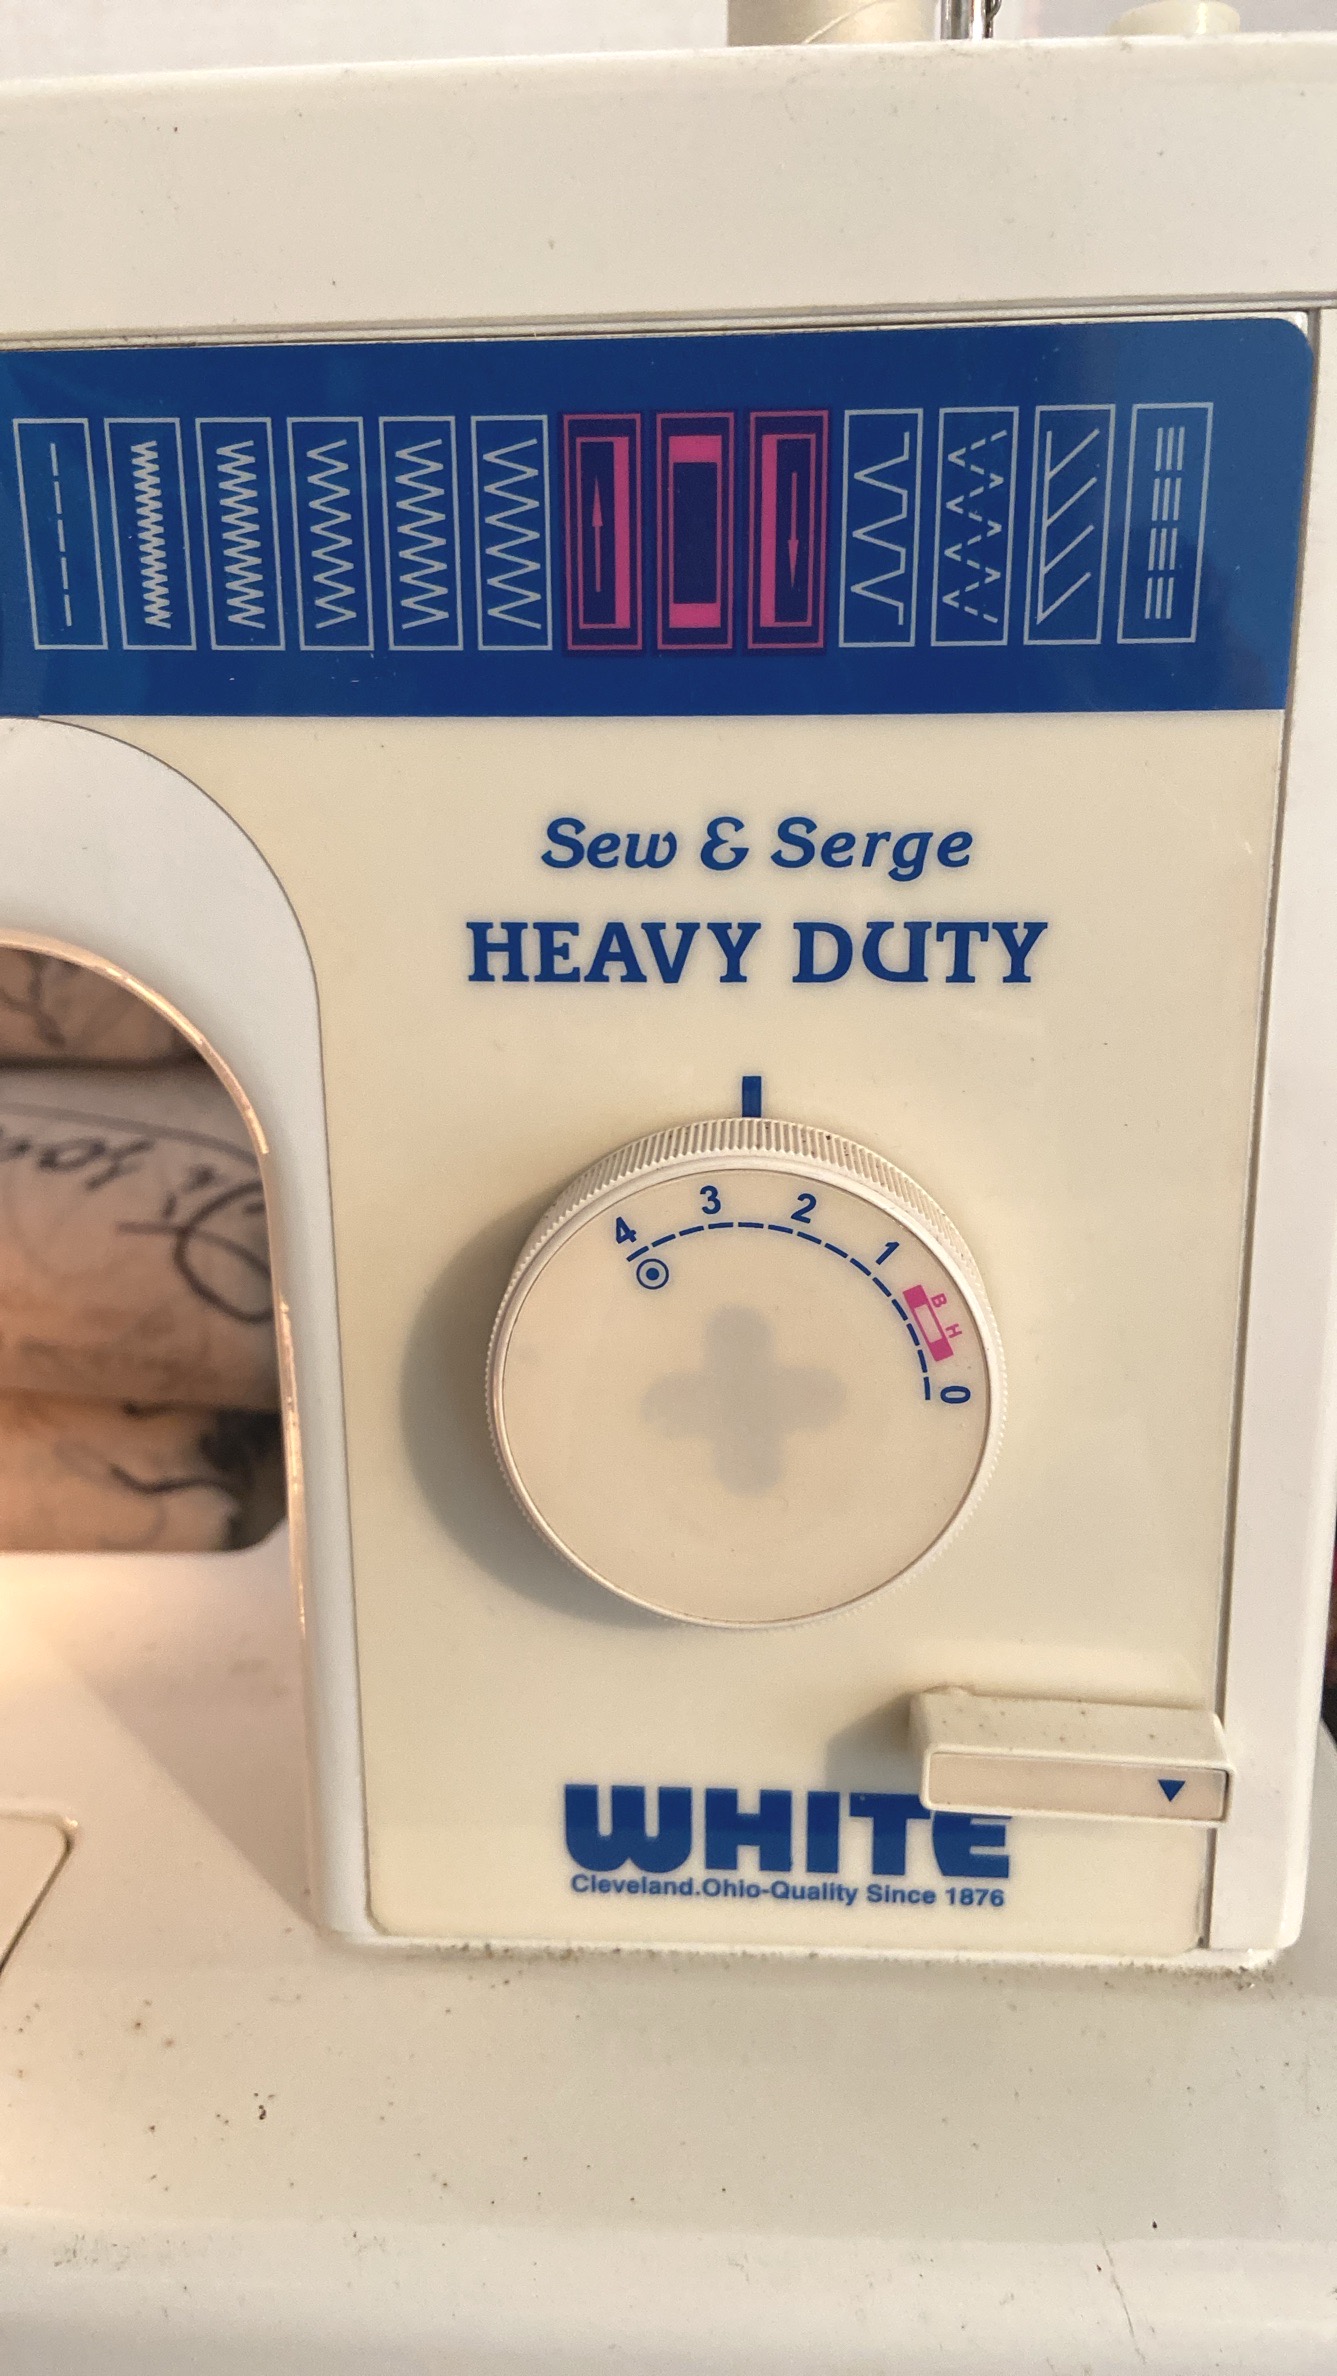 Sew & Serge
HEAVY DUTY
4 3 2 1 B H 0
WHITE
Cleveland.Ohio-Quality Since 1876